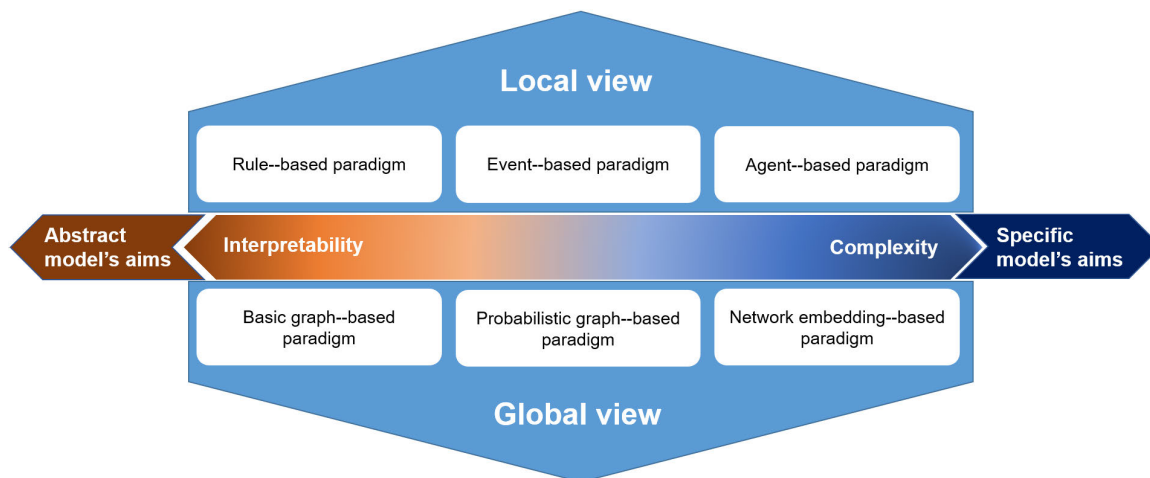 Local view
Rule--based paradigm
Event--based paradigm
Agent--based paradigm
Abstract
model's aims
Interpretability
Complexity
Specific
model's aims
Basic graph--based
paradigm
Probabilistic graph--based
paradigm
Network embedding--based
paradigm
Global view